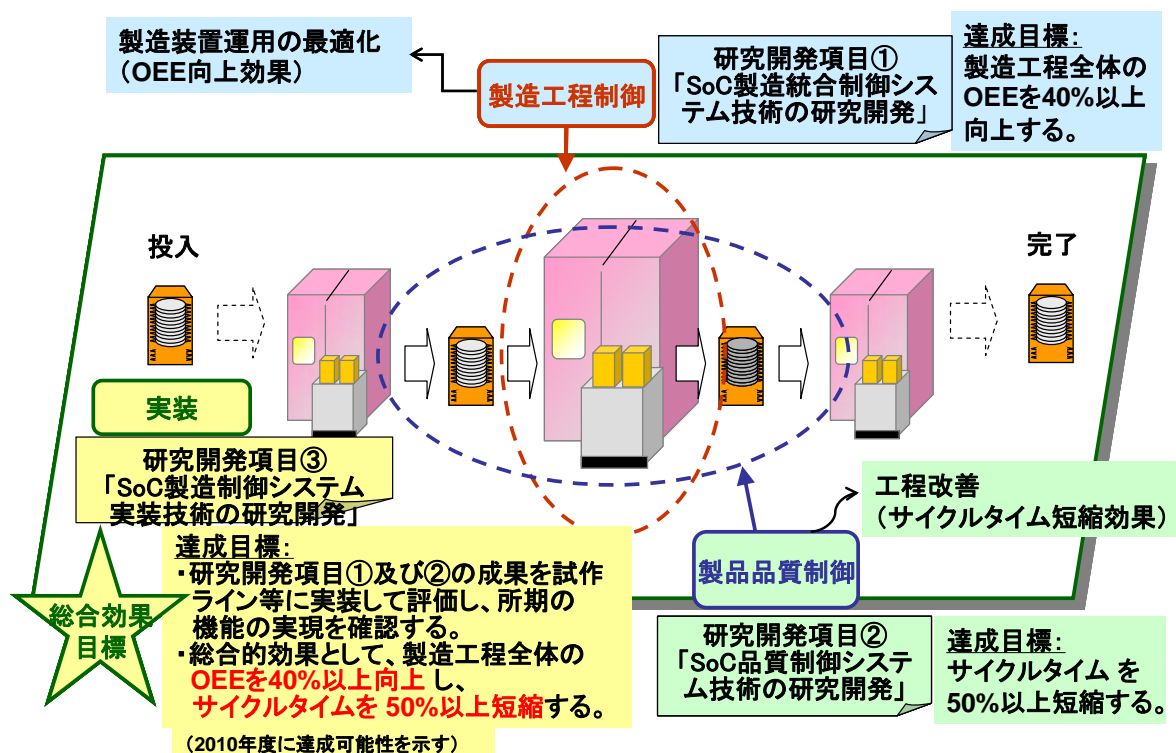 製造装置運用の最適化
（OEE向上効果）
製造工程制御
研究開発項目①
「SoC製造統合制御シス
テム技術の研究開発」
達成目標：
製造工程全体の
OEEを40%以上
向上する。
投入
完了
実装
研究開発項目③
「SoC製造制御システム
実装技術の研究開発」
工程改善
（サイクルタイム短縮効果）
製品品質制御
総合効果
目標
達成目標：
・研究開発項目①及び②の成果を試作
ライン等に実装して評価し、所期の
機能の実現を確認する。
・総合的効果として、製造工程全体の
OEEを40%以上向上 し、
サイクルタイムを 50%以上短縮する。
（2010年度に達成可能性を示す）
研究開発項目②
「SoC品質制御システ
ム技術の研究開発」
達成目標：
サイクルタイム を
50%以上短縮する。